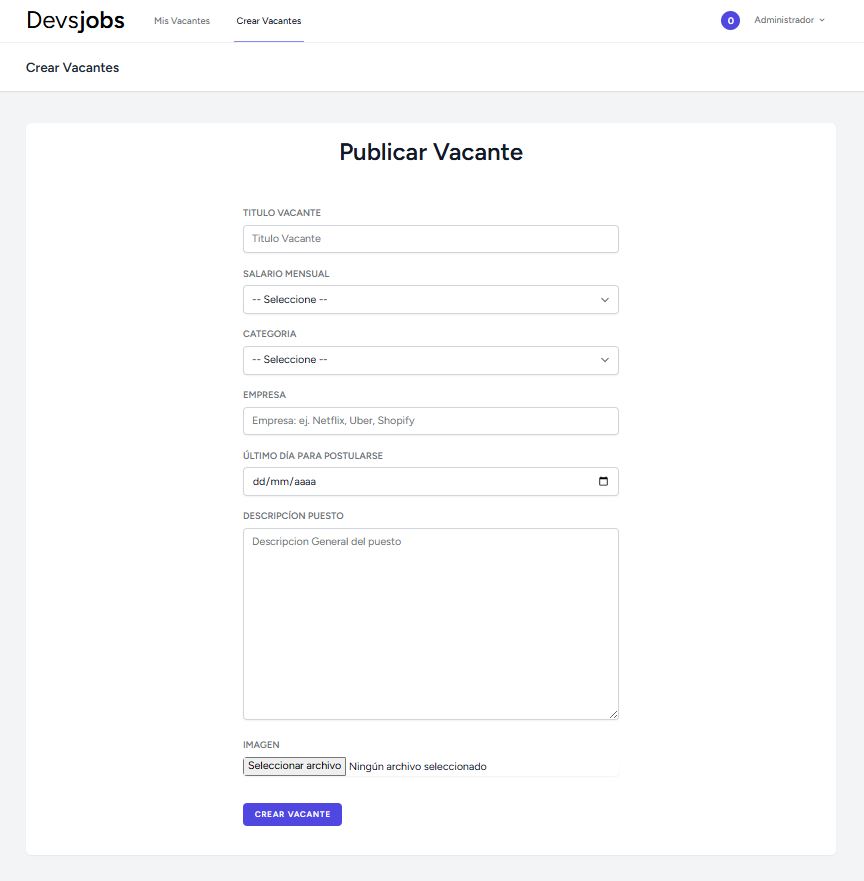 Devsjobs Mis Vacantes Crear Vacantes 0 Administrador
Crear Vacantes
Publicar Vacante
TITULO VACANTE
Titulo Vacante
SALARIO MENSUAL
-- Seleccione --
CATEGORIA
-- Seleccione --
EMPRESA
Empresa: ej. Netflix, Uber, Shopify
ÚLTIMO DÍA PARA POSTULARSE
dd/mm/aaaa
DESCRIPCÍON PUESTO
Descripcion General del puesto
IMAGEN
Seleccionar archivo Ningún archivo seleccionado
CREAR VACANTE